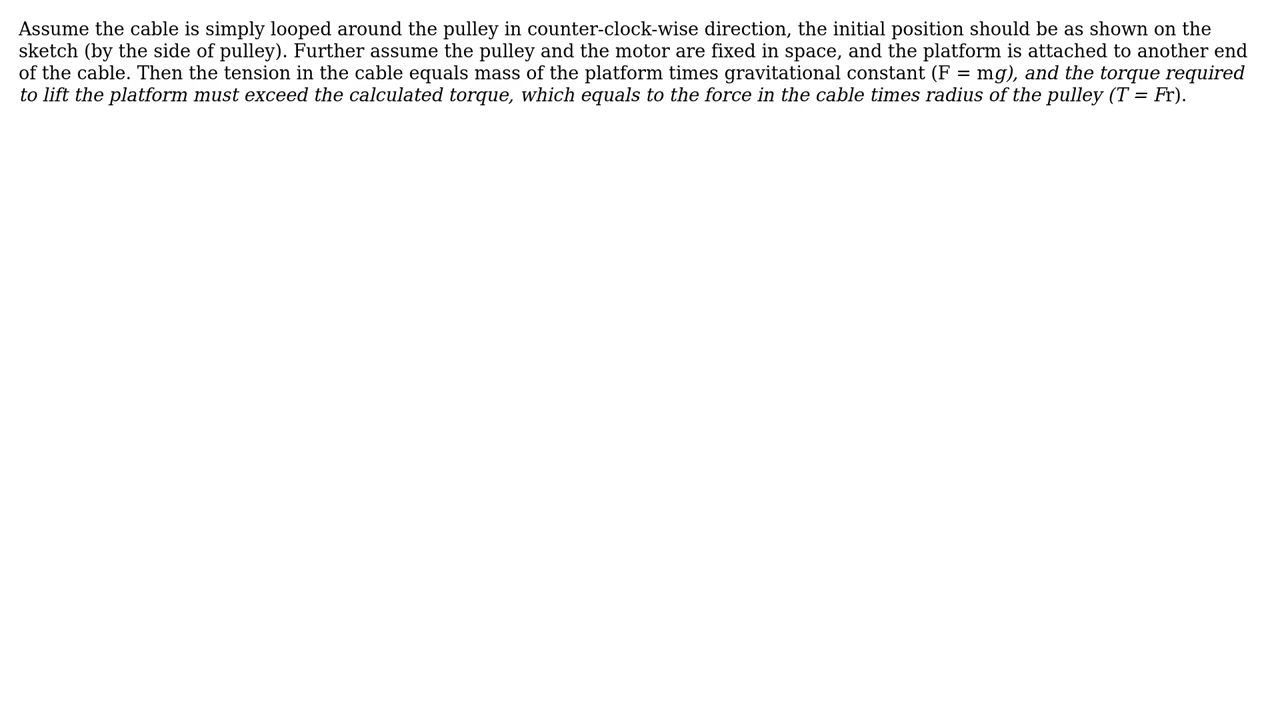 Assume the cable is simply looped around the pulley in counter-clock-wise direction, the initial position should be as shown on the
sketch (by the side of pulley). Further assume the pulley and the motor are fixed in space, and the platform is attached to another end
of the cable. Then the tension in the cable equals mass of the platform times gravitational constant (F = mg), and the torque required
to lift the platform must exceed the calculated torque, which equals to the force in the cable times radius of the pulley (T = Fr).